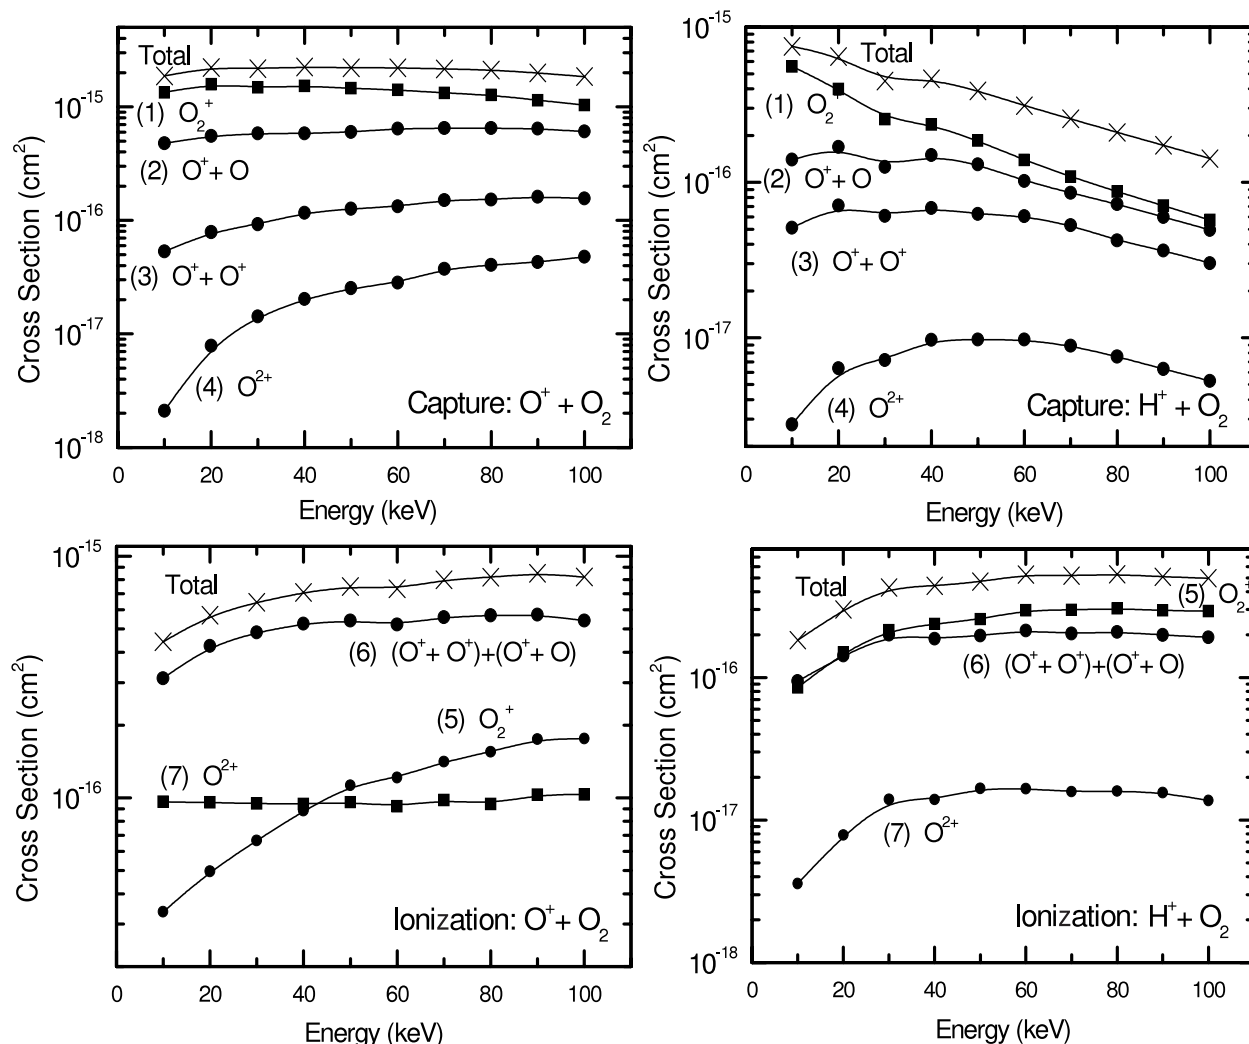 Total
(1) O₂⁺
(2) O⁺ + O
(3) O⁺ + O⁺
(4) O²⁺
Capture: O⁺ + O₂
10⁻¹⁵
10⁻¹⁶
10⁻¹⁷
10⁻¹⁸
Cross Section (cm²)
0 20 40 60 80 100
Energy (keV)
10⁻¹⁵
Total
(1) O₂⁺
(2) O⁺ + O
(3) O⁺ + O⁺
(4) O²⁺
Capture: H⁺ + O₂
10⁻¹⁶
10⁻¹⁷
Cross Section (cm²)
0 20 40 60 80 100
Energy (keV)
10⁻¹⁵
Total
(6) (O⁺ + O⁺)+(O⁺ + O)
(5) O₂⁺
(7) O²⁺
10⁻¹⁶
Ionization: O⁺ + O₂
Cross Section (cm²)
0 20 40 60 80 100
Energy (keV)
Total
(5) O₂⁺
(6) (O⁺ + O⁺)+(O⁺ + O)
(7) O²⁺
10⁻¹⁶
10⁻¹⁷
10⁻¹⁸
Ionization: H⁺ + O₂
Cross Section (cm²)
0 20 40 60 80 100
Energy (keV)